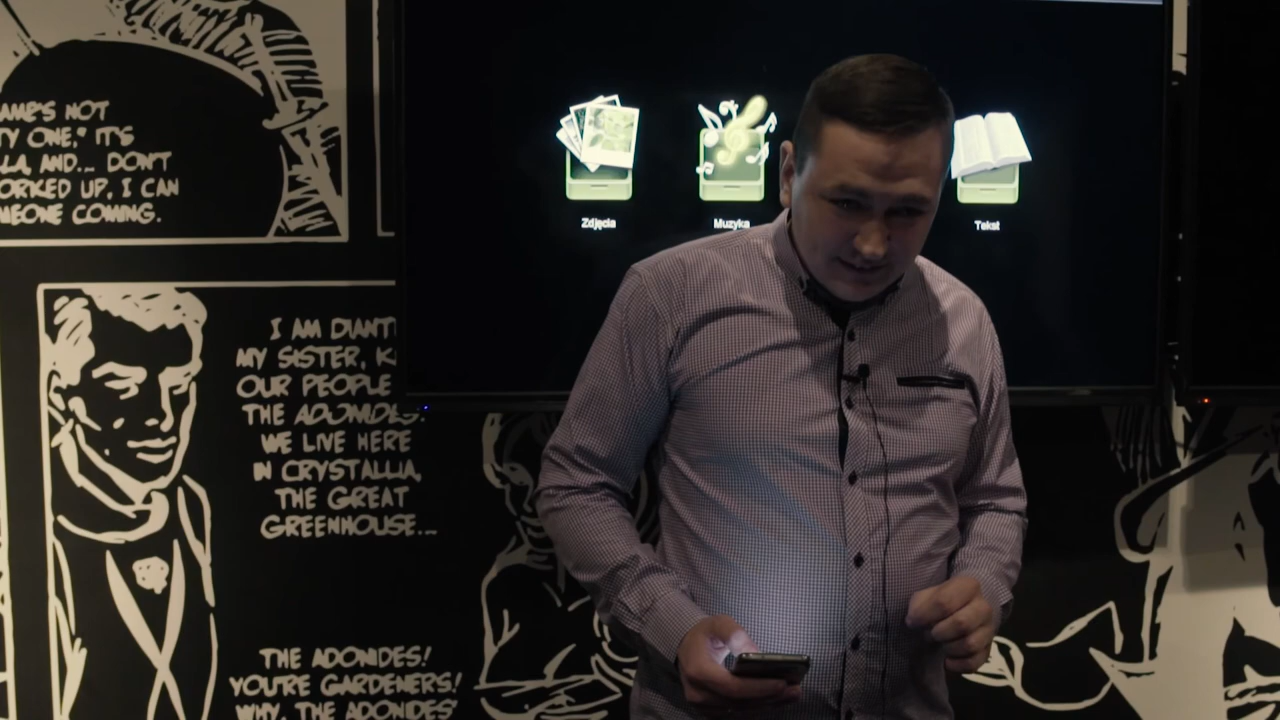 AME'S NOT
TY ONE," IT'S
LLA, AND... DON'T
ORKED UP. I CAN
MEONE COMING.
Zdjęcia
Muzyka
Tekst
I AM DIANT
MY SISTER, K
OUR PEOPLE
THE ADONIDES.
WE LIVE HERE
IN CRYSTALLIA,
THE GREAT
GREENHOUSE...
THE ADONIDES!
YOU'RE GARDENERS!
WHY, THE ADONIDES'